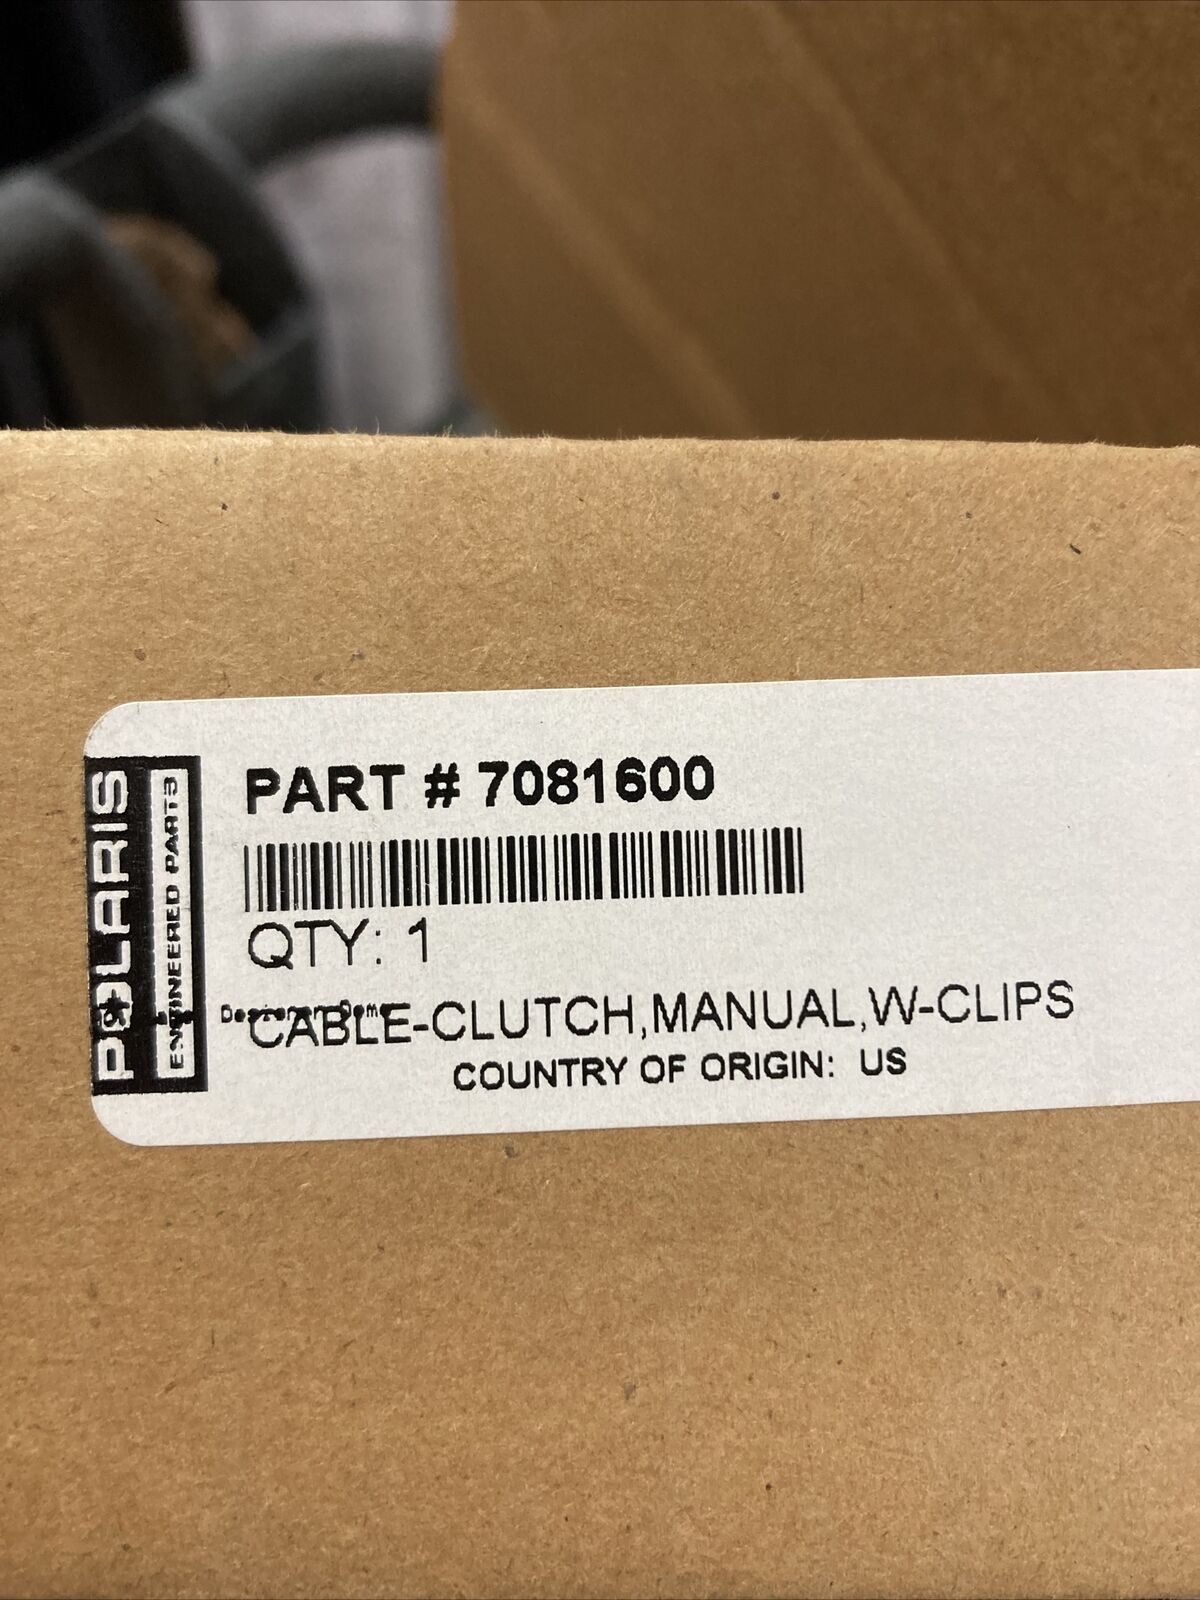 POLARIS
ENGINEERED PARTS
PART # 7081600
QTY: 1
CABLE-CLUTCH,MANUAL,W-CLIPS
COUNTRY OF ORIGIN: US